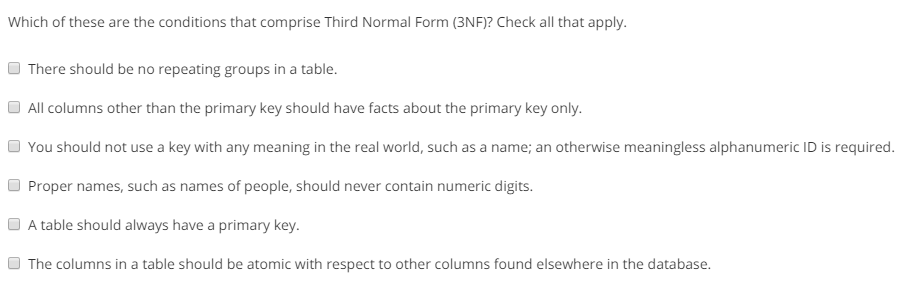 Which of these are the conditions that comprise Third Normal Form (3NF)? Check all that apply.
There should be no repeating groups in a table.
All columns other than the primary key should have facts about the primary key only.
You should not use a key with any meaning in the real world, such as a name; an otherwise meaningless alphanumeric ID is required.
Proper names, such as names of people, should never contain numeric digits.
A table should always have a primary key.
The columns in a table should be atomic with respect to other columns found elsewhere in the database.